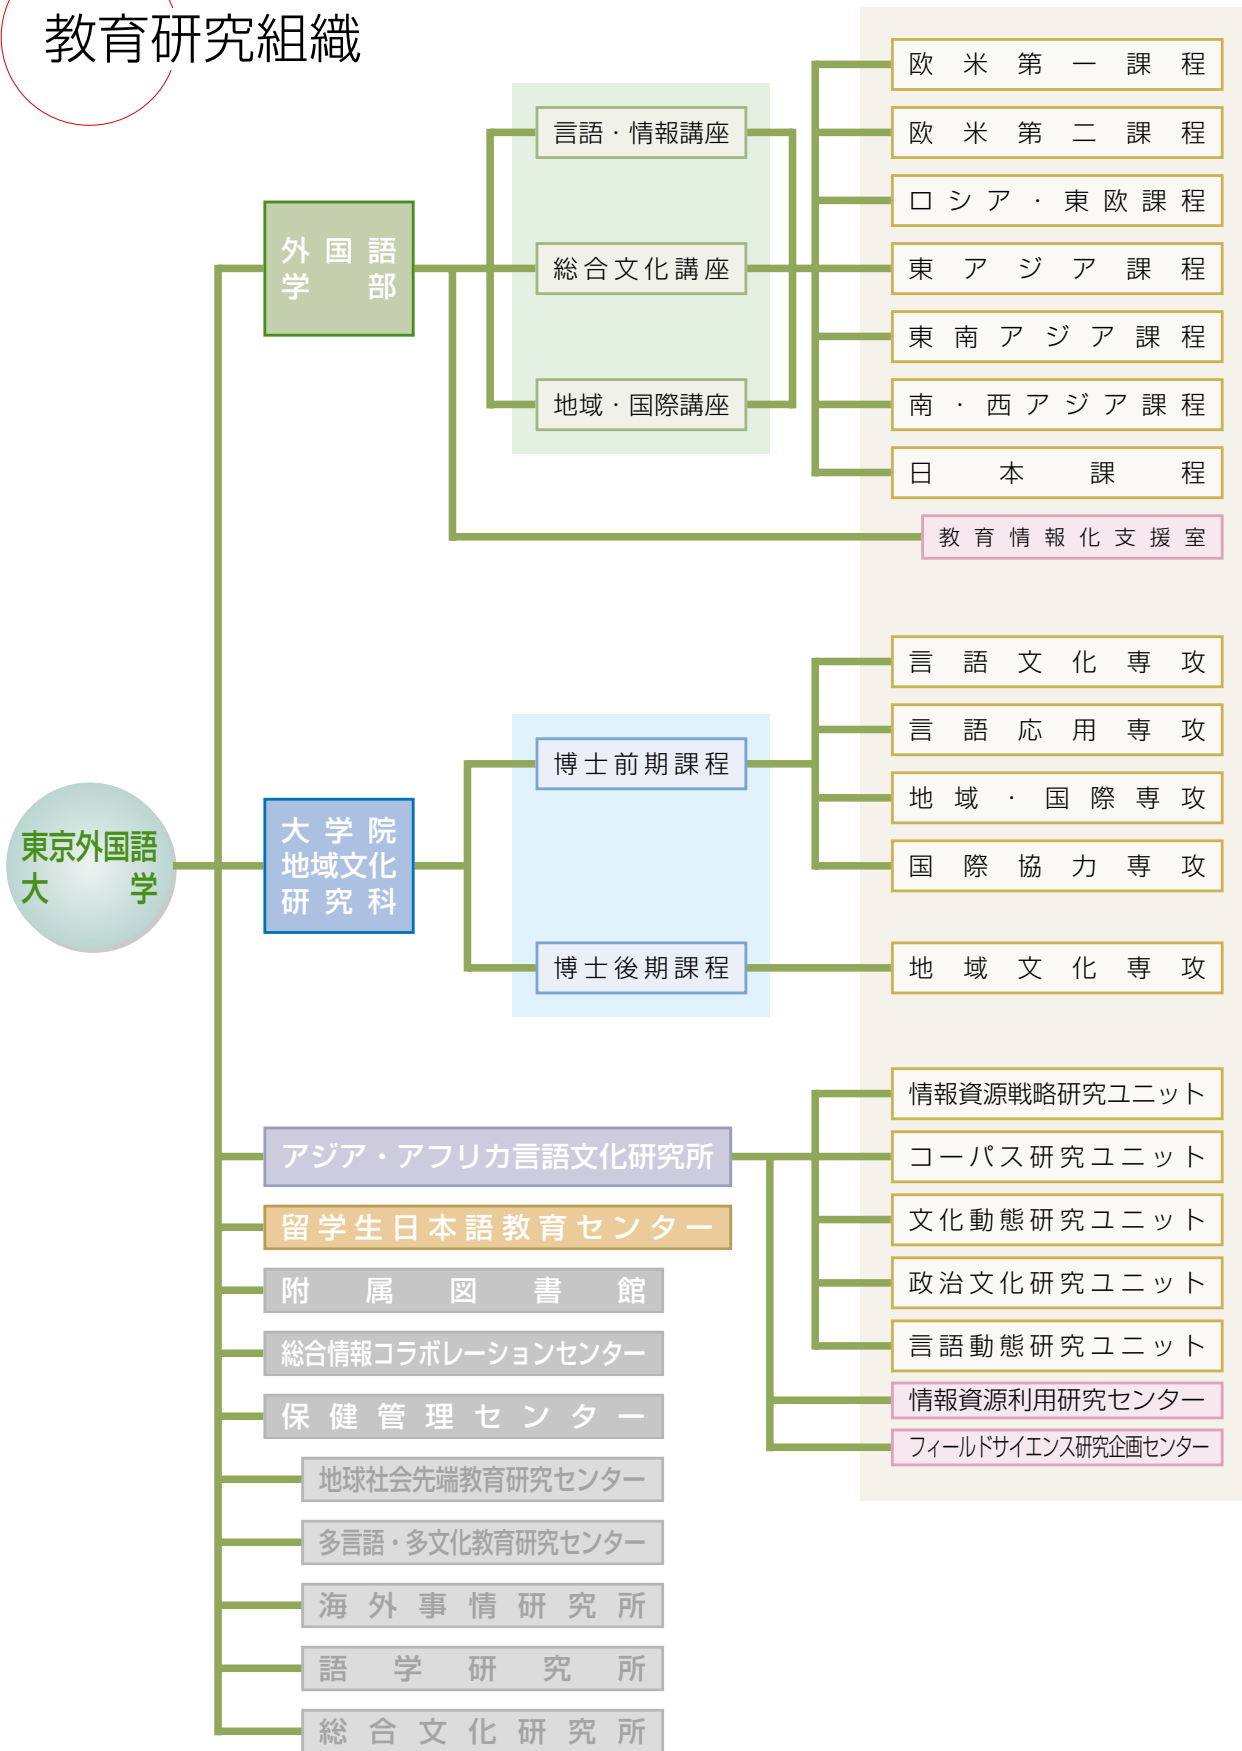 教育研究組織
東京外国語
大学
外国語
学部
言語・情報講座
総合文化講座
地域・国際講座
欧米第一課程
欧米第二課程
ロシア・東欧課程
東アジア課程
東南アジア課程
南・西アジア課程
日本課程
教育情報化支援室
大学院
地域文化
研究科
博士前期課程
博士後期課程
言語文化専攻
言語応用専攻
地域・国際専攻
国際協力専攻
地域文化専攻
アジア・アフリカ言語文化研究所
情報資源戦略研究ユニット
コーパス研究ユニット
文化動態研究ユニット
政治文化研究ユニット
言語動態研究ユニット
情報資源利用研究センター
フィールドサイエンス研究企画センター
留学生日本語教育センター
附属図書館
総合情報コラボレーションセンター
保健管理センター
地球社会先端教育研究センター
多言語・多文化教育研究センター
海外事情研究所
語学研究所
総合文化研究所